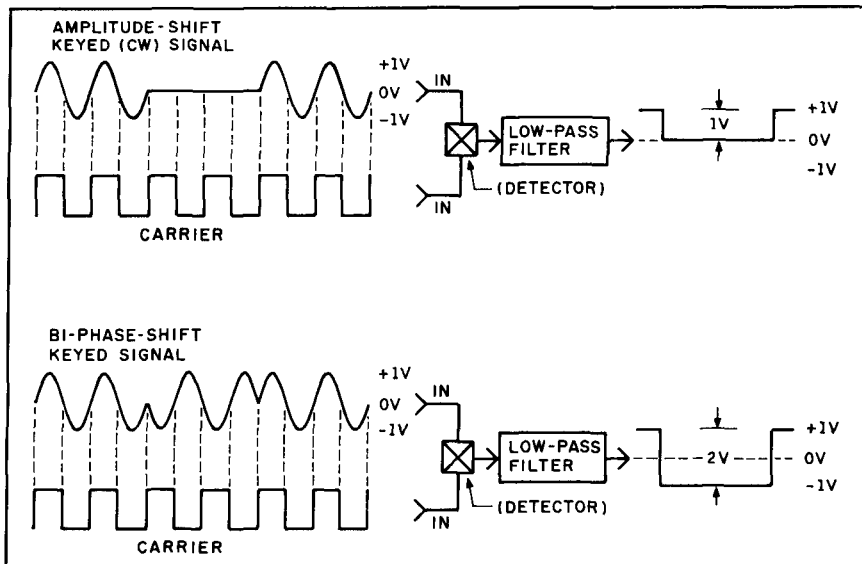 AMPLITUDE-SHIFT
KEYED (CW) SIGNAL
+1V
0V
-1V
IN
IN
LOW-PASS
FILTER
(DETECTOR)
1V
+1V
0V
-1V
CARRIER
BI-PHASE-SHIFT
KEYED SIGNAL
+1V
0V
-1V
IN
IN
LOW-PASS
FILTER
(DETECTOR)
2V
+1V
0V
-1V
CARRIER